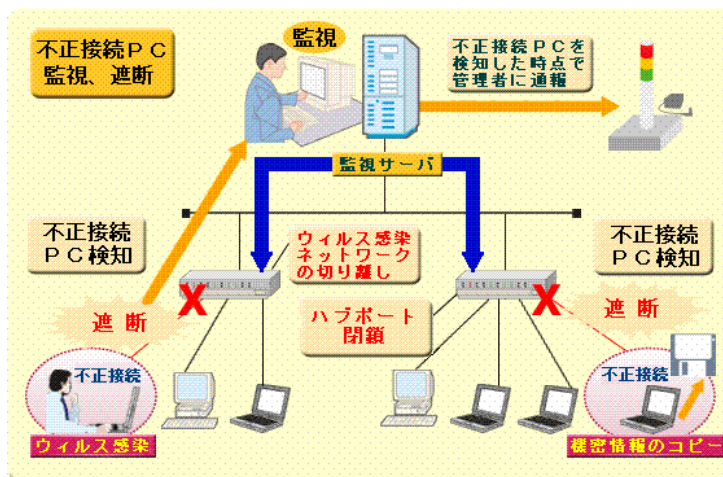 不正接続PC
監視、遮断
監視
不正接続PCを
検知した時点で
管理者に通報
監視サーバ
不正接続
PC検知
ウィルス感染
ネットワーク
の切り離し
不正接続
PC検知
遮断
ハブポート
閉鎖
遮断
不正接続
不正接続
ウィルス感染
機密情報のコピー